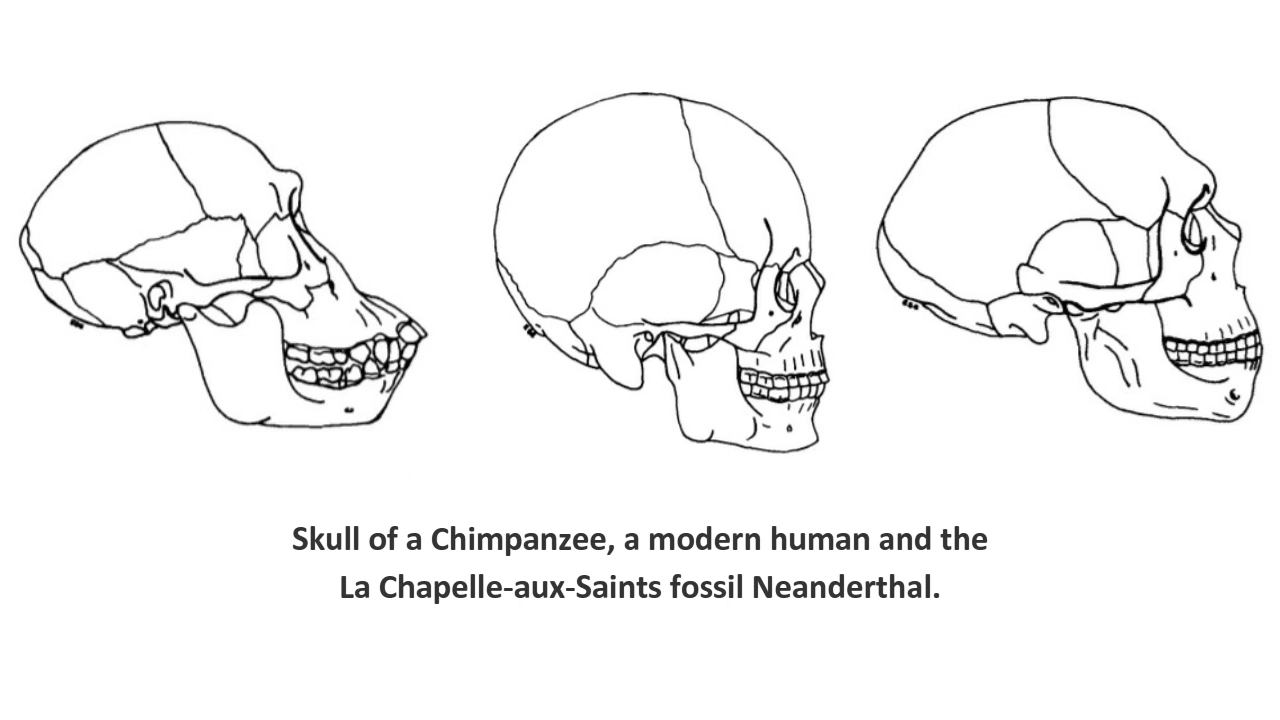 Skull of a Chimpanzee, a modern human and the
La Chapelle-aux-Saints fossil Neanderthal.